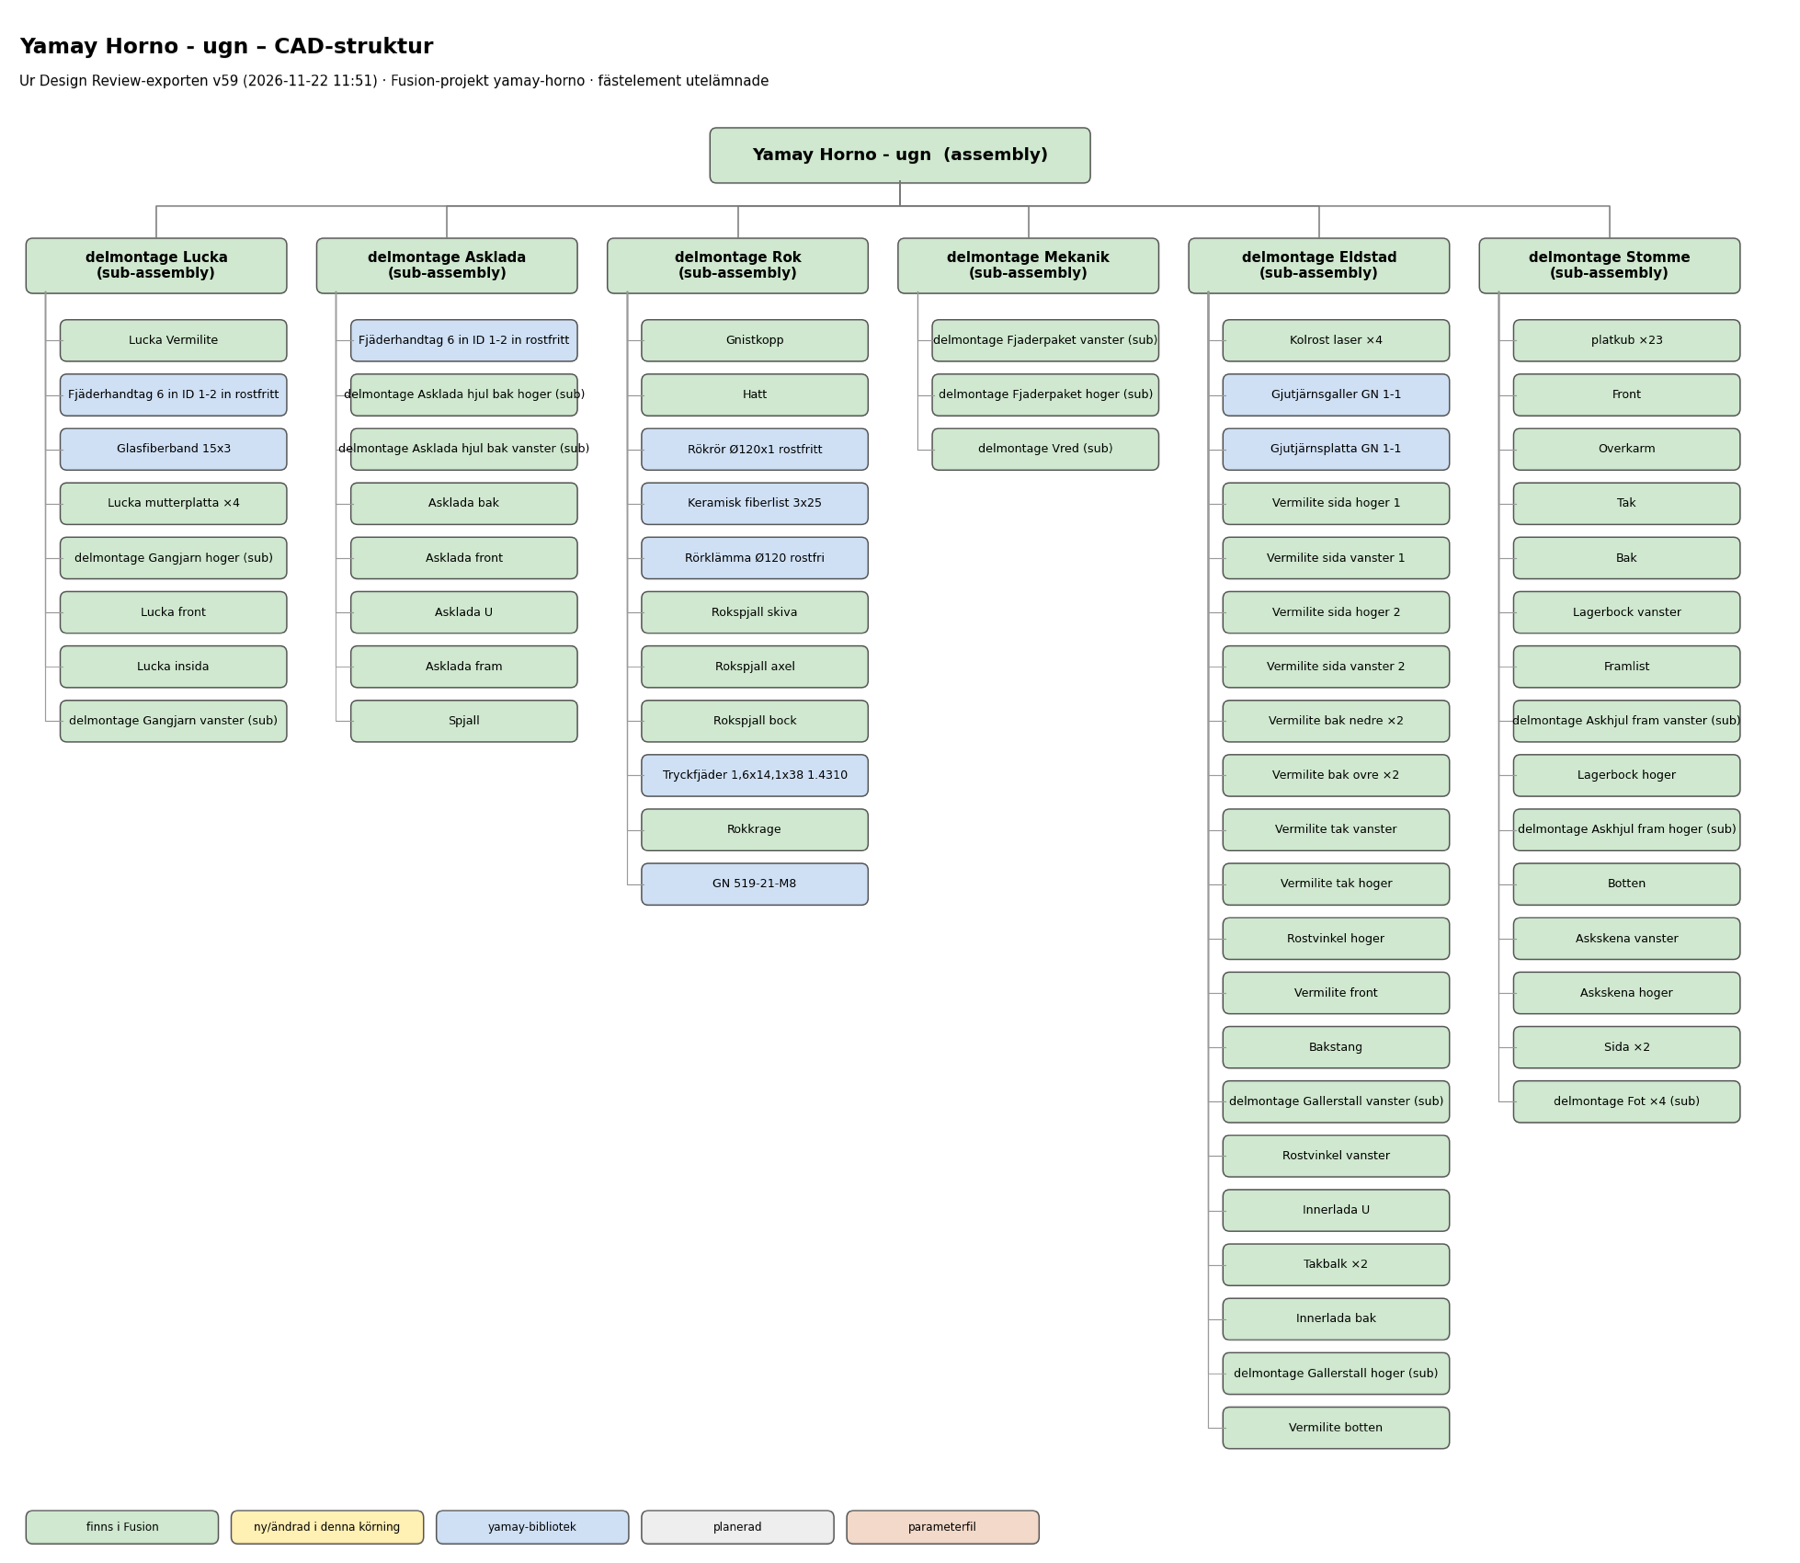 Yamay Horno - ugn – CAD-struktur
Ur Design Review-exporten v59 (2026-11-22 11:51) · Fusion-projekt yamay-horno · fästelement utelämnade
Yamay Horno - ugn  (assembly)
delmontage Lucka
(sub-assembly)
Lucka Vermilite
Fjäderhandtag 6 in ID 1-2 in rostfritt
Glasfiberband 15x3
Lucka mutterplatta ×4
delmontage Gangjarn hoger (sub)
Lucka front
Lucka insida
delmontage Gangjarn vanster (sub)
delmontage Asklada
(sub-assembly)
Fjäderhandtag 6 in ID 1-2 in rostfritt
delmontage Asklada hjul bak hoger (sub)
delmontage Asklada hjul bak vanster (sub)
Asklada bak
Asklada front
Asklada U
Asklada fram
Spjall
delmontage Rok
(sub-assembly)
Gnistkopp
Hatt
Rökrör Ø120x1 rostfritt
Keramisk fiberlist 3x25
Rörklämma Ø120 rostfri
Rokspjall skiva
Rokspjall axel
Rokspjall bock
Tryckfjäder 1,6x14,1x38 1.4310
Rokkrage
GN 519-21-M8
delmontage Mekanik
(sub-assembly)
delmontage Fjaderpaket vanster (sub)
delmontage Fjaderpaket hoger (sub)
delmontage Vred (sub)
delmontage Eldstad
(sub-assembly)
Kolrost laser ×4
Gjutjärnsgaller GN 1-1
Gjutjärnsplatta GN 1-1
Vermilite sida hoger 1
Vermilite sida vanster 1
Vermilite sida hoger 2
Vermilite sida vanster 2
Vermilite bak nedre ×2
Vermilite bak ovre ×2
Vermilite tak vanster
Vermilite tak hoger
Rostvinkel hoger
Vermilite front
Bakstang
delmontage Gallerstall vanster (sub)
Rostvinkel vanster
Innerlada U
Takbalk ×2
Innerlada bak
delmontage Gallerstall hoger (sub)
Vermilite botten
delmontage Stomme
(sub-assembly)
platkub ×23
Front
Overkarm
Tak
Bak
Lagerbock vanster
Framlist
delmontage Askhjul fram vanster (sub)
Lagerbock hoger
delmontage Askhjul fram hoger (sub)
Botten
Askskena vanster
Askskena hoger
Sida ×2
delmontage Fot ×4 (sub)
finns i Fusion
ny/ändrad i denna körning
yamay-bibliotek
planerad
parameterfil